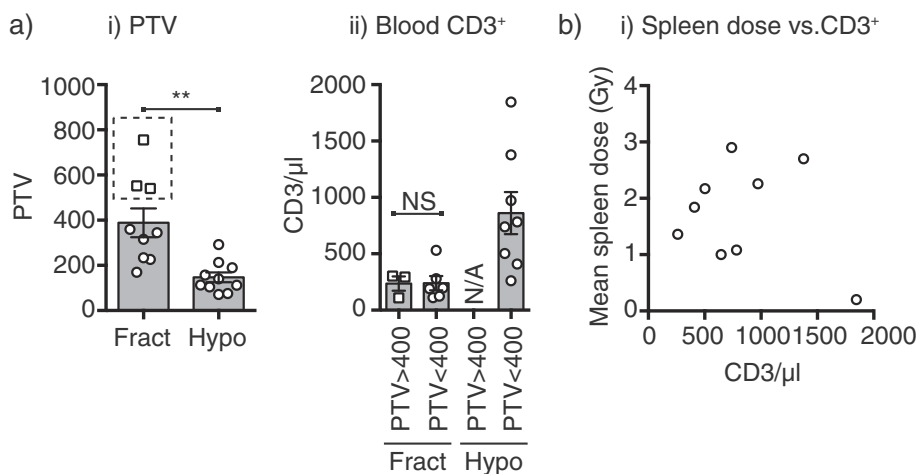 a)
i) PTV
ii) Blood CD3⁺
b)
i) Spleen dose vs.CD3⁺
PTV
1000
800
600
400
200
0
**
Fract
Hypo
CD3/µl
2000
1500
1000
500
0
NS
N/A
PTV>400
PTV<400
PTV>400
PTV<400
Fract
Hypo
Mean spleen dose (Gy)
4
3
2
1
0
0
500
1000
1500
2000
CD3/µl